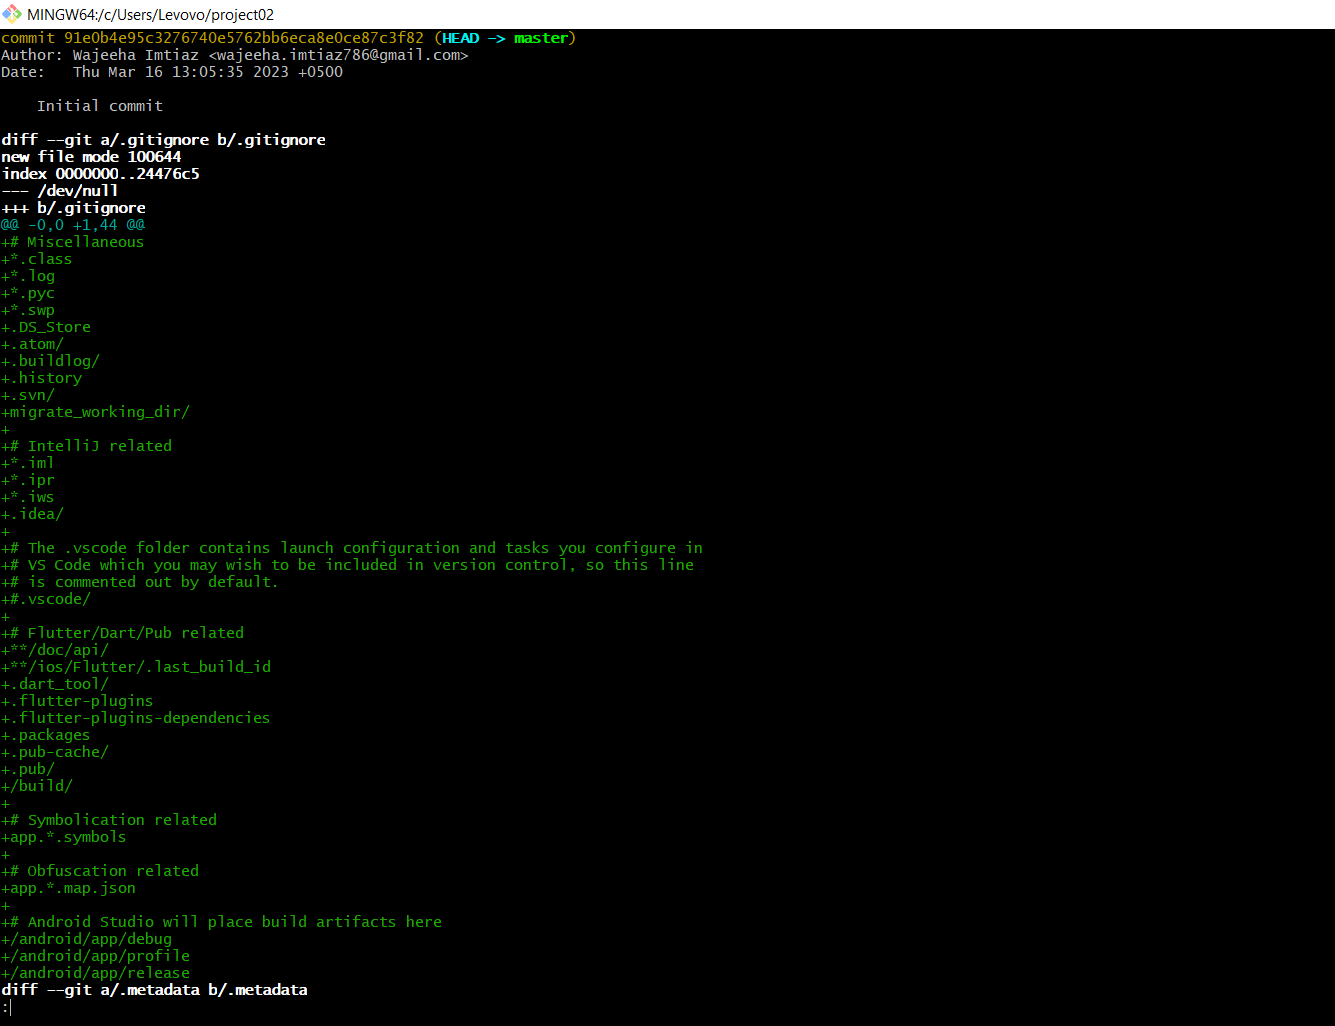 MINGW64:/c/Users/Levovo/project02
commit 91e0b4e95c3276740e5762bb6eca8e0ce87c3f82 (HEAD -> master)
Author: Wajeeha Imtiaz <wajeeha.imtiaz786@gmail.com>
Date:   Thu Mar 16 13:05:35 2023 +0500
    Initial commit
diff --git a/.gitignore b/.gitignore
new file mode 100644
index 0000000..24476c5
--- /dev/null
+++ b/.gitignore
@@ -0,0 +1,44 @@
+# Miscellaneous
+*.class
+*.log
+*.pyc
+*.swp
+.DS_Store
+.atom/
+.buildlog/
+.history
+.svn/
+migrate_working_dir/
+
+# IntelliJ related
+*.iml
+*.ipr
+*.iws
+.idea/
+
+# The .vscode folder contains launch configuration and tasks you configure in
+# VS Code which you may wish to be included in version control, so this line
+# is commented out by default.
+#.vscode/
+
+# Flutter/Dart/Pub related
+**/doc/api/
+**/ios/Flutter/.last_build_id
+.dart_tool/
+.flutter-plugins
+.flutter-plugins-dependencies
+.packages
+.pub-cache/
+.pub/
+/build/
+
+# Symbolication related
+app.*.symbols
+
+# Obfuscation related
+app.*.map.json
+
+# Android Studio will place build artifacts here
+/android/app/debug
+/android/app/profile
+/android/app/release
diff --git a/.metadata b/.metadata
: